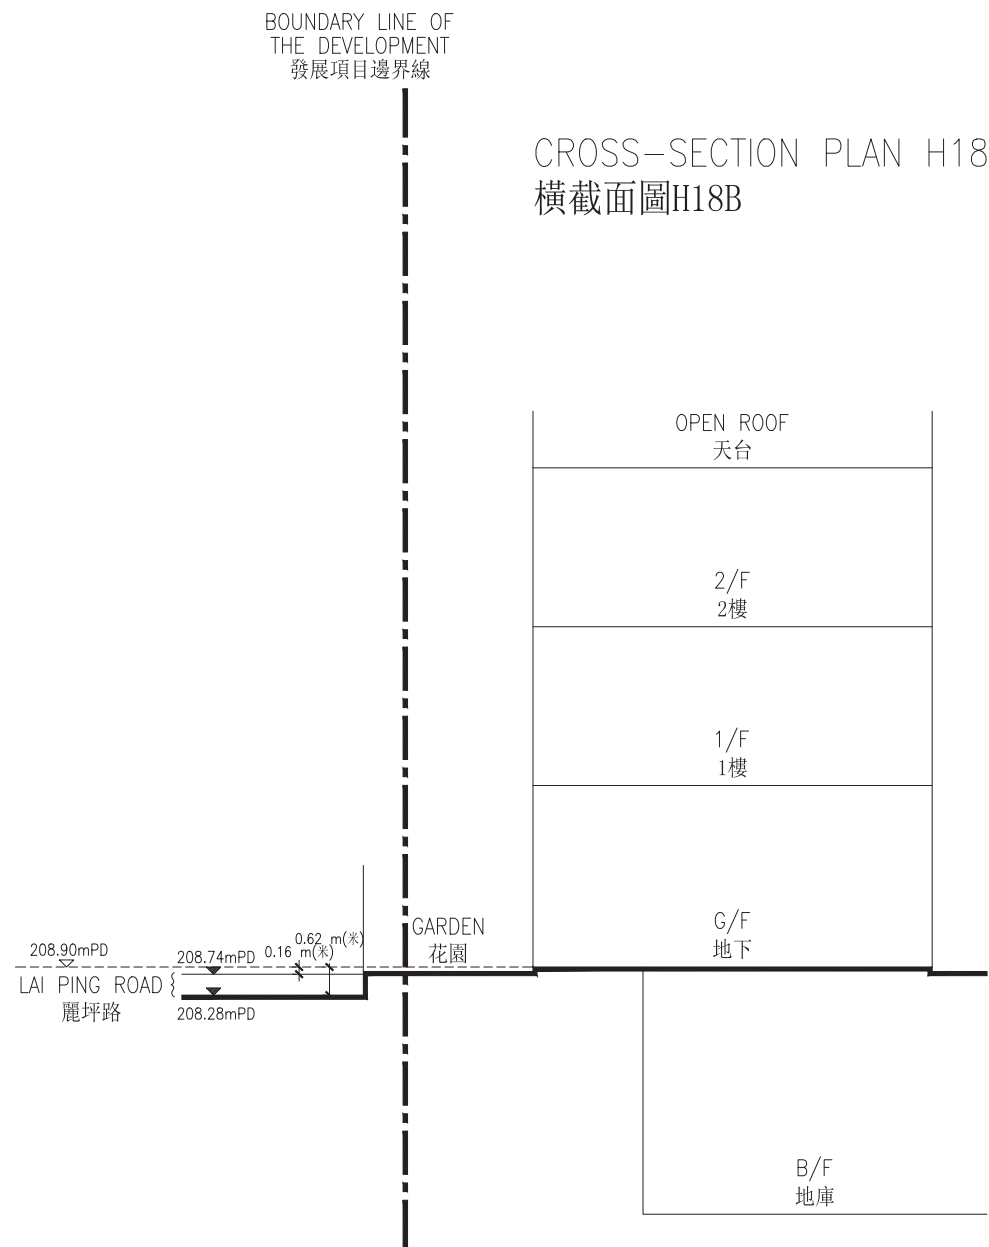 BOUNDARY LINE OF
THE DEVELOPMENT
發展項目邊界線
CROSS-SECTION PLAN H18
橫截面圖H18B
OPEN ROOF
天台
2/F
2樓
1/F
1樓
G/F
地下
GARDEN
花園
0.62 m(米)
0.16 m(米)
208.90mPD
208.74mPD
LAI PING ROAD
麗坪路
208.28mPD
B/F
地庫